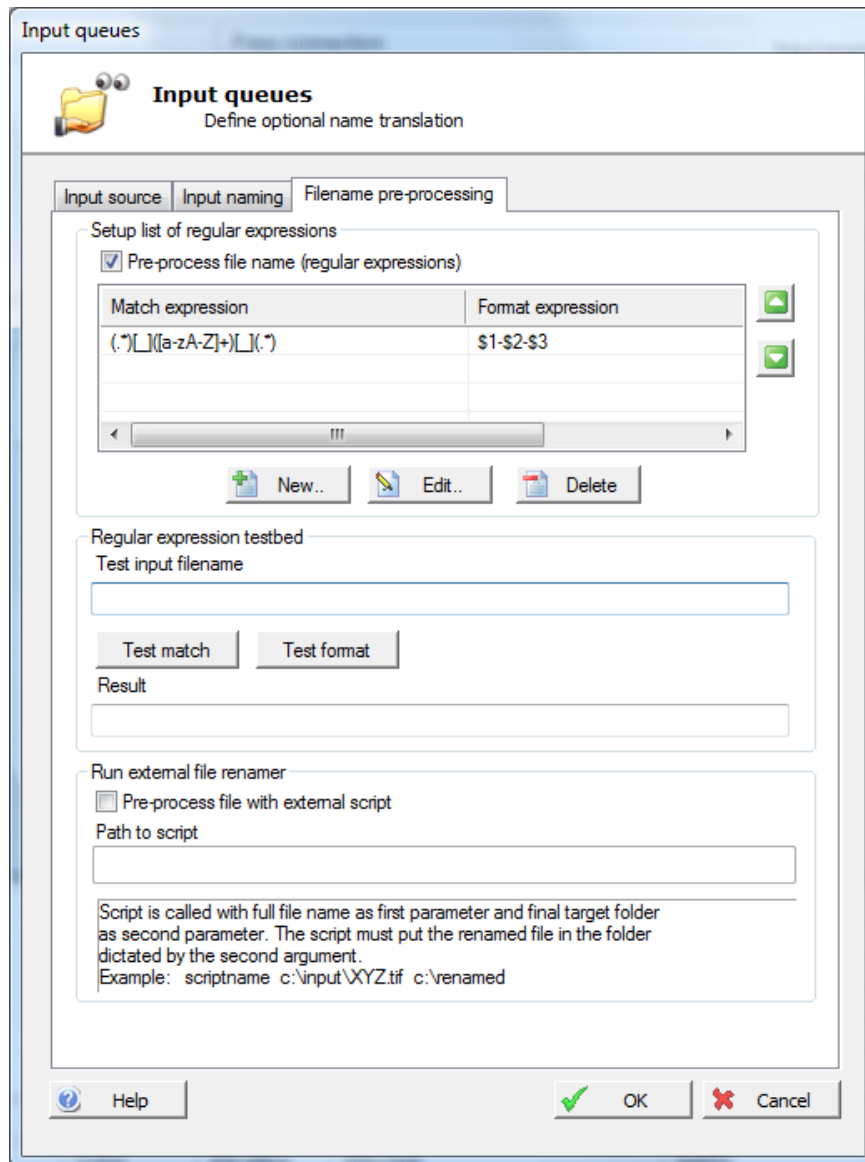 Input queues
Input queues
Define optional name translation
Input source Input naming Filename pre-processing
Setup list of regular expressions
Pre-process file name (regular expressions)
Match expression Format expression
(.*)[_]([a-zA-Z]+)[_](.*) $1-$2-$3
New.. Edit.. Delete
Regular expression testbed
Test input filename
Test match Test format
Result
Run external file renamer
Pre-process file with external script
Path to script
Script is called with full file name as first parameter and final target folder
as second parameter. The script must put the renamed file in the folder
dictated by the second argument.
Example: scriptname c:\input\XYZ.tif c:\renamed
Help OK Cancel